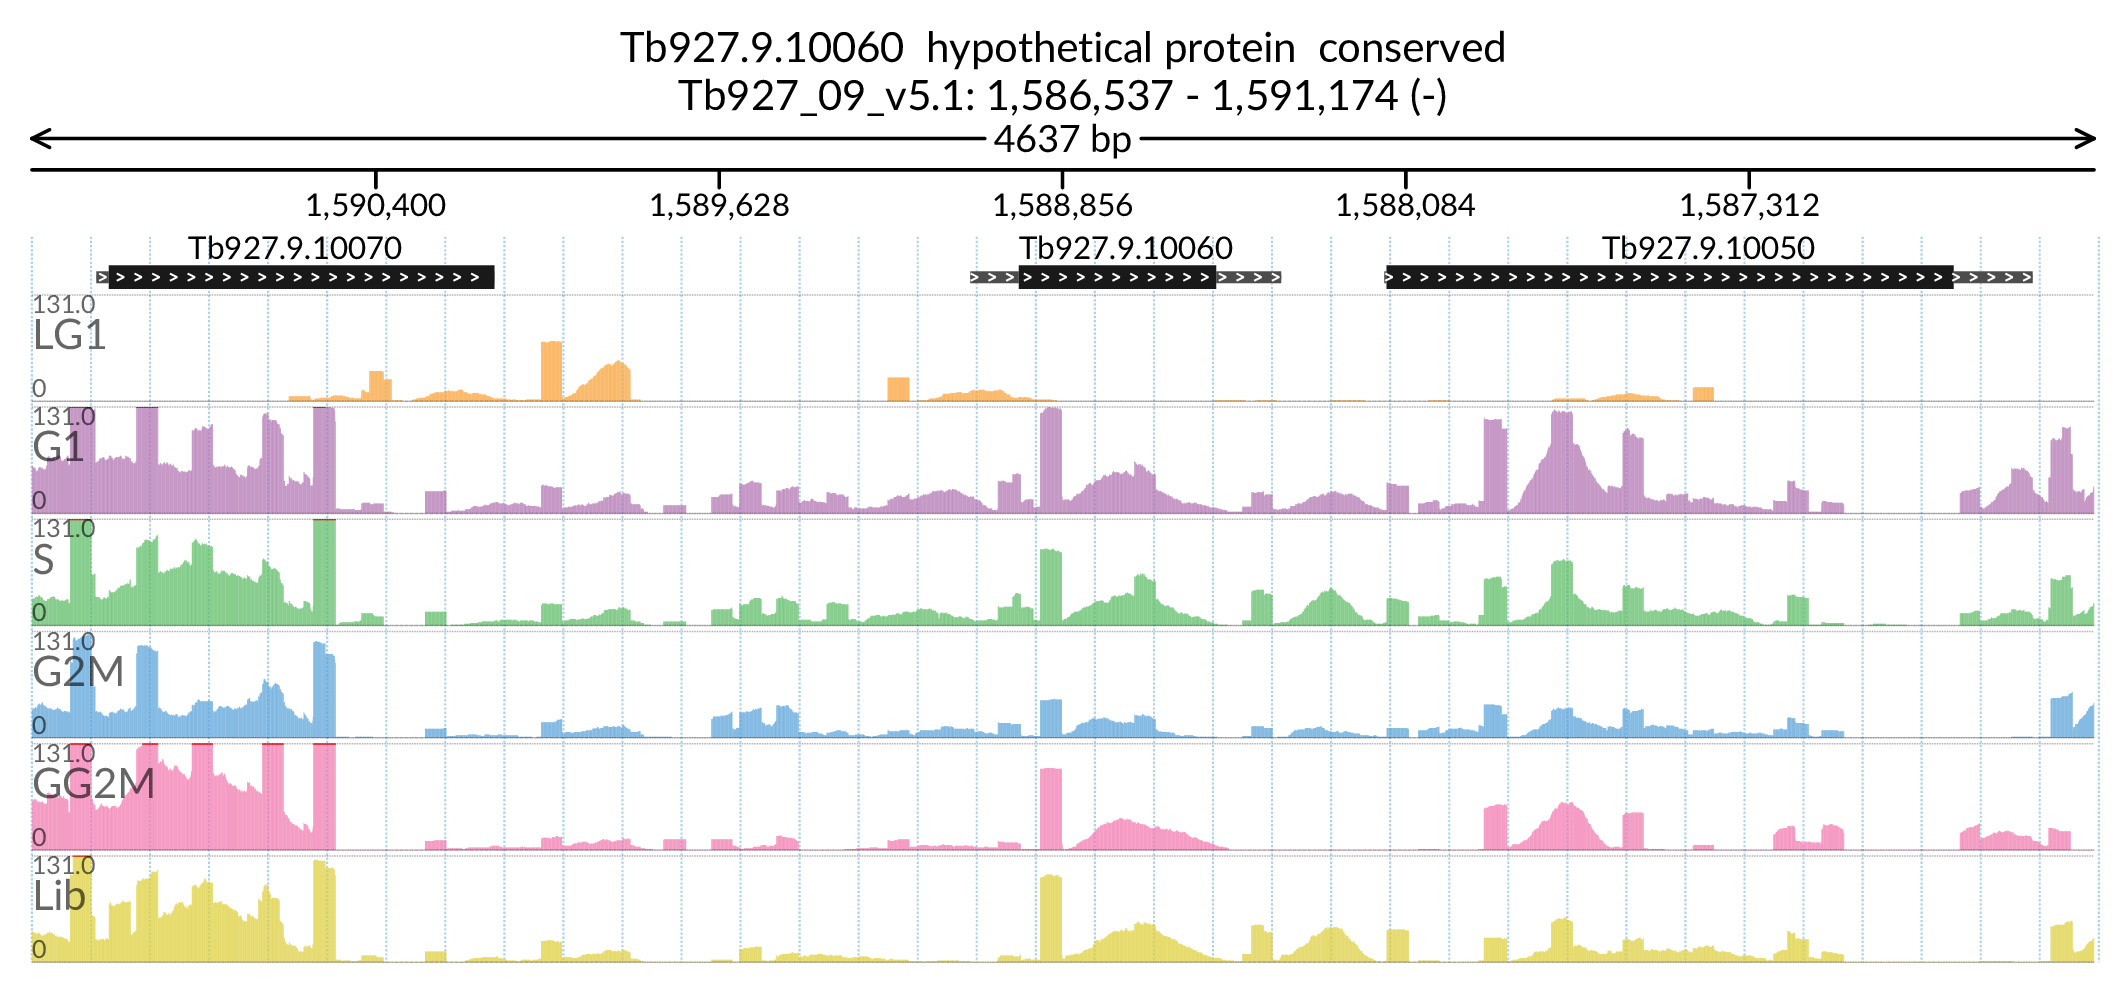 Tb927.9.10060 hypothetical protein conserved
Tb927_09_v5.1: 1,586,537 - 1,591,174 (-)
4637 bp
1,590,400 1,589,628 1,588,856 1,588,084 1,587,312
Tb927.9.10070 Tb927.9.10060 Tb927.9.10050
131.0
LG1
0
131.0
G1
0
131.0
S
0
131.0
G2M
0
131.0
GG2M
0
131.0
Lib
0